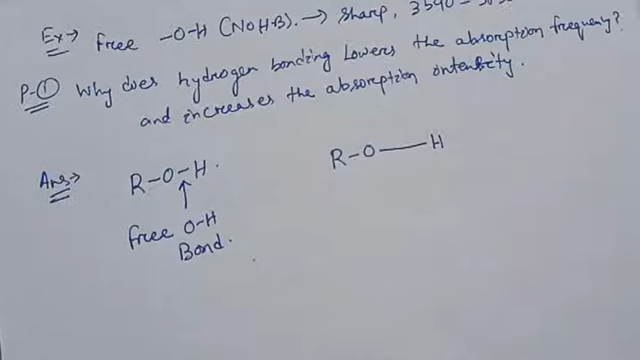 Ex→ Free -O-H (NO H·B). → Sharp,
P-① Why does hydrogen bonding Lowers the absorption frequency?
and increases the absorption intensity.
Ans→ R-O-H.
R-O—H
free O-H
Bond.